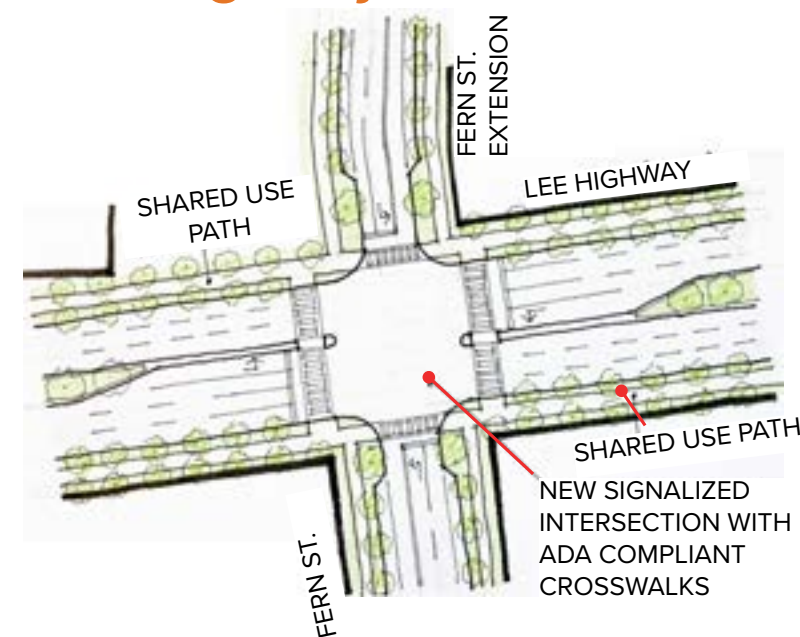 FERN ST.
EXTENSION
LEE HIGHWAY
SHARED USE
PATH
SHARED USE PATH
NEW SIGNALIZED
INTERSECTION WITH
ADA COMPLIANT
CROSSWALKS
FERN ST.